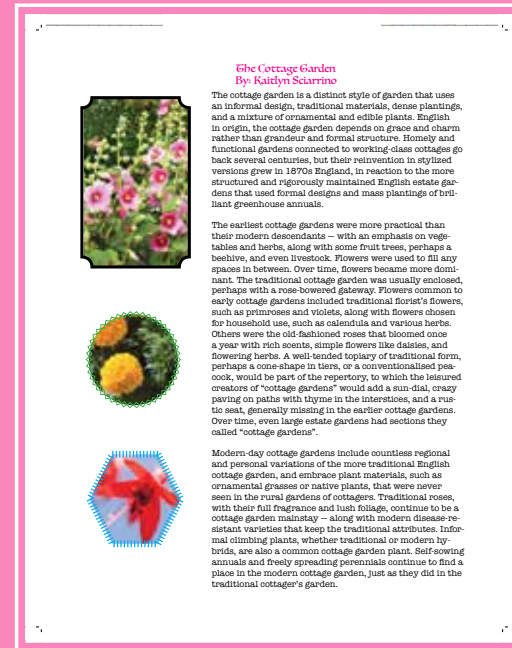 The Cottage Garden
By: Kaitlyn Sciarrino
The cottage garden is a distinct style of garden that uses
an informal design, traditional materials, dense plantings,
and a mixture of ornamental and edible plants. English
in origin, the cottage garden depends on grace and charm
rather than grandeur and formal structure. Homely and
functional gardens connected to working-class cottages go
back several centuries, but their reinvention in stylized
versions grew in 1870s England, in reaction to the more
structured and rigorously maintained English estate gar-
dens that used formal designs and mass plantings of bril-
liant greenhouse annuals.
The earliest cottage gardens were more practical than
their modern descendants — with an emphasis on vege-
tables and herbs, along with some fruit trees, perhaps a
beehive, and even livestock. Flowers were used to fill any
spaces in between. Over time, flowers became more domi-
nant. The traditional cottage garden was usually enclosed,
perhaps with a rose-bowered gateway. Flowers common to
early cottage gardens included traditional florist's flowers,
such as primroses and violets, along with flowers chosen
for household use, such as calendula and various herbs.
Others were the old-fashioned roses that bloomed once
a year with rich scents, simple flowers like daisies, and
flowering herbs. A well-tended topiary of traditional form,
perhaps a cone-shape in tiers, or a conventionalised pea-
cock, would be part of the repertory, to which the leisured
creators of "cottage gardens" would add a sun-dial, crazy
paving on paths with thyme in the interstices, and a rus-
tic seat, generally missing in the earlier cottage gardens.
Over time, even large estate gardens had sections they
called "cottage gardens".
Modern-day cottage gardens include countless regional
and personal variations of the more traditional English
cottage garden, and embrace plant materials, such as
ornamental grasses or native plants, that were never
seen in the rural gardens of cottagers. Traditional roses,
with their full fragrance and lush foliage, continue to be a
cottage garden mainstay — along with modern disease-re-
sistant varieties that keep the traditional attributes. Infor-
mal climbing plants, whether traditional or modern hy-
brids, are also a common cottage garden plant. Self-sowing
annuals and freely spreading perennials continue to find a
place in the modern cottage garden, just as they did in the
traditional cottager's garden.